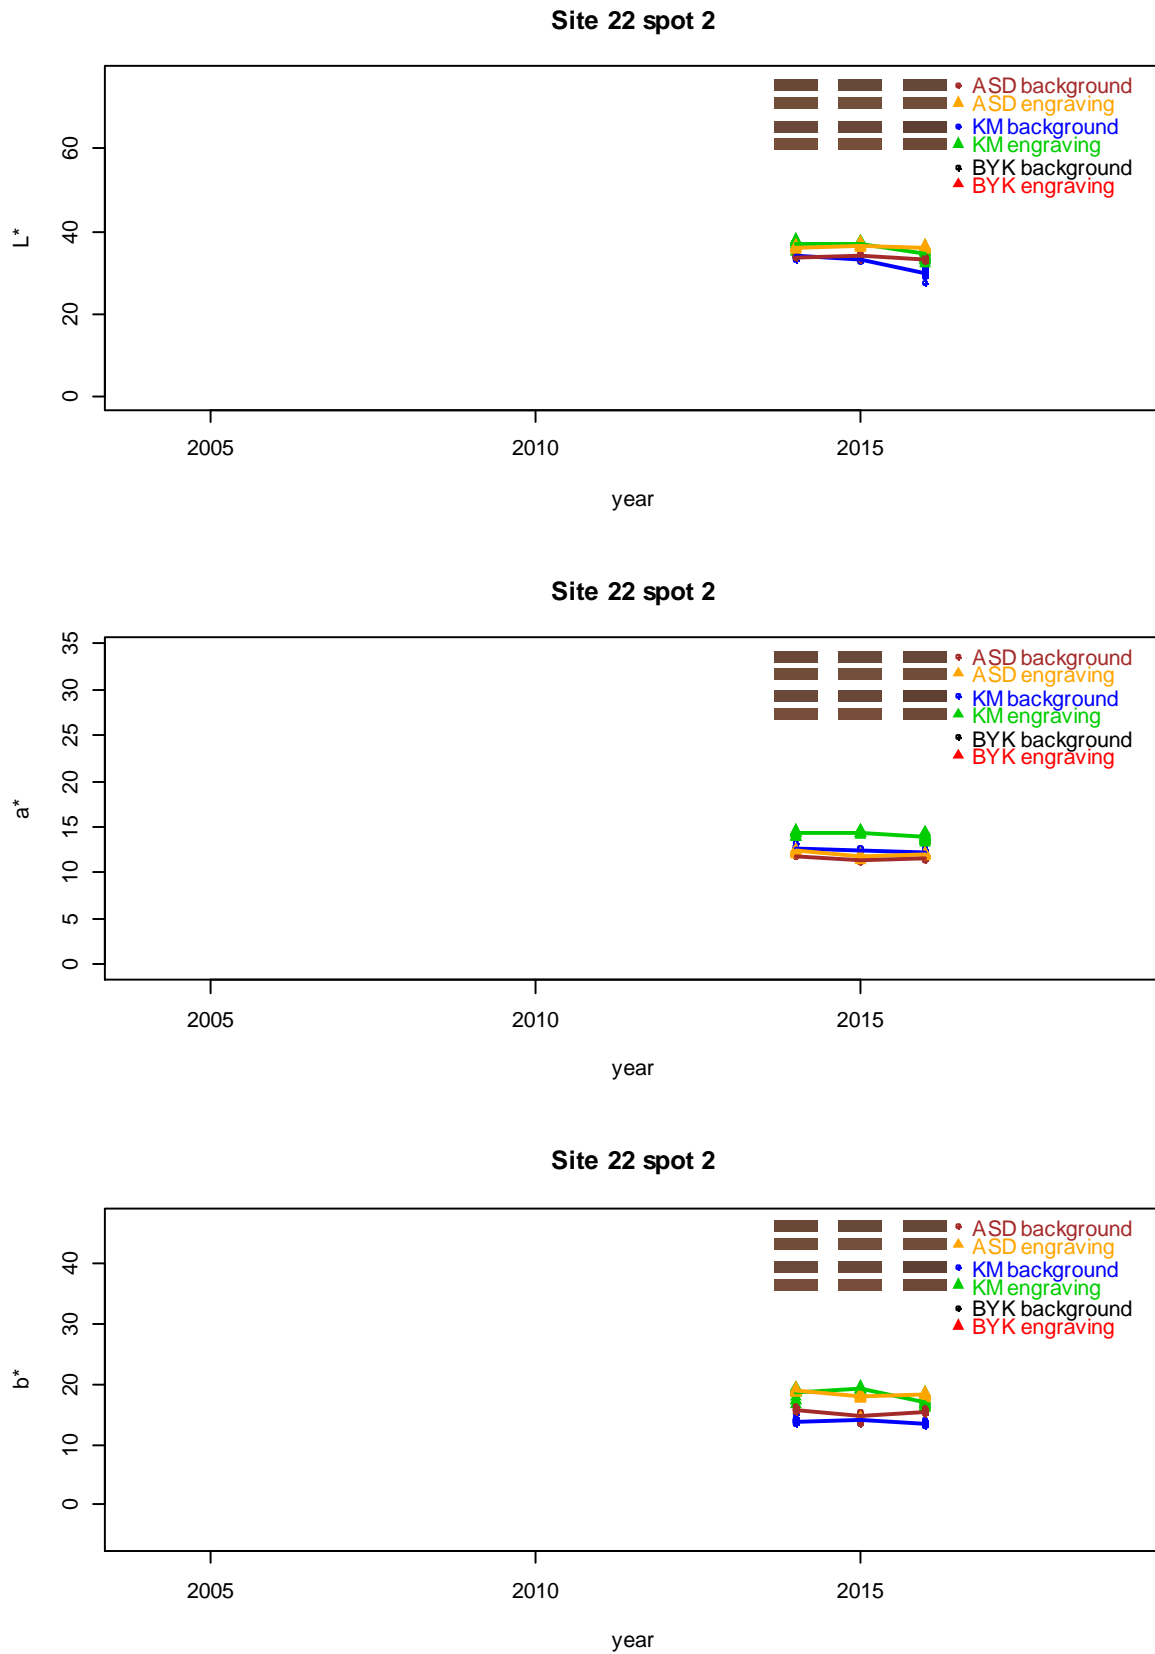 Site 22 spot 2
ASD background
ASD engraving
KM background
KM engraving
BYK background
BYK engraving
60
40
20
0
L*
2005 2010 2015
year
Site 22 spot 2
ASD background
ASD engraving
KM background
KM engraving
BYK background
BYK engraving
35
30
25
20
15
10
5
0
a*
2005 2010 2015
year
Site 22 spot 2
ASD background
ASD engraving
KM background
KM engraving
BYK background
BYK engraving
40
30
20
10
0
b*
2005 2010 2015
year